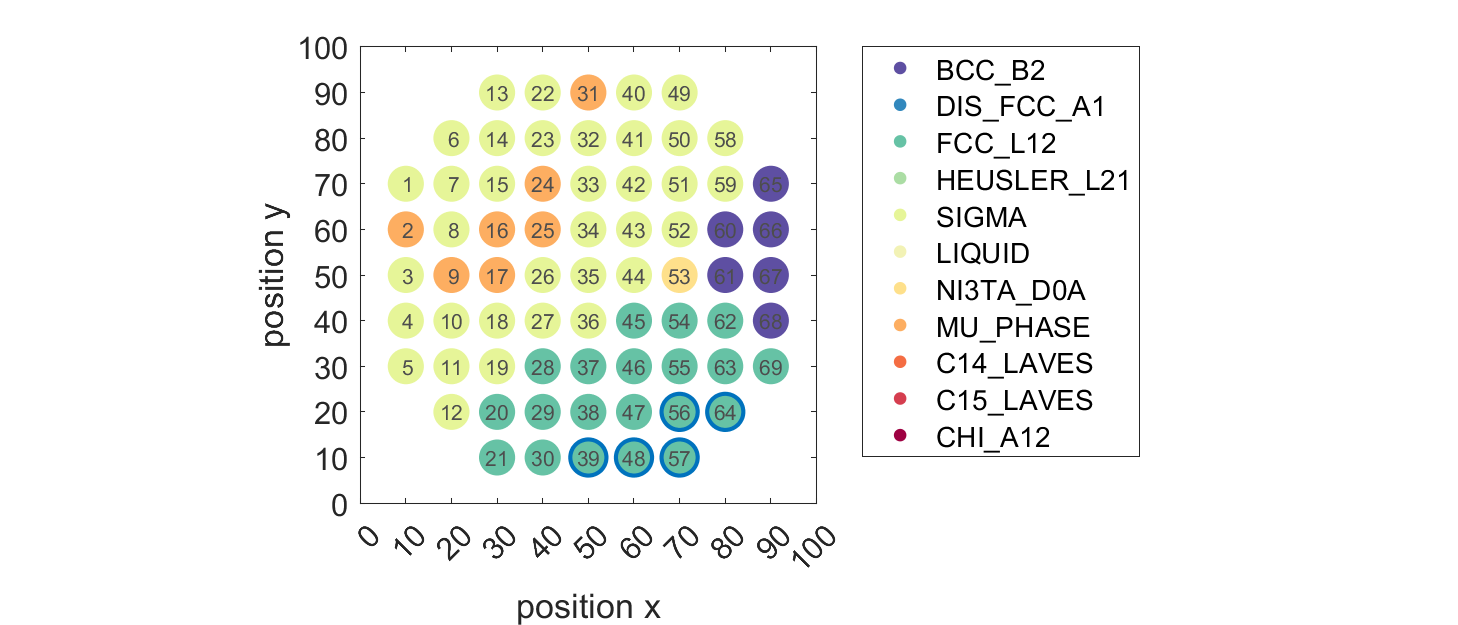 100
90
80
70
60
50
40
30
20
10
0
position y
13 22 31 40 49
6 14 23 32 41 50 58
1 7 15 24 33 42 51 59 65
2 8 16 25 34 43 52 60 66
3 9 17 26 35 44 53 61 67
4 10 18 27 36 45 54 62 68
5 11 19 28 37 46 55 63 69
12 20 29 38 47 56 64
21 30 39 48 57
0 10 20 30 40 50 60 70 80 90 100
position x
BCC_B2
DIS_FCC_A1
FCC_L12
HEUSLER_L21
SIGMA
LIQUID
NI3TA_D0A
MU_PHASE
C14_LAVES
C15_LAVES
CHI_A12